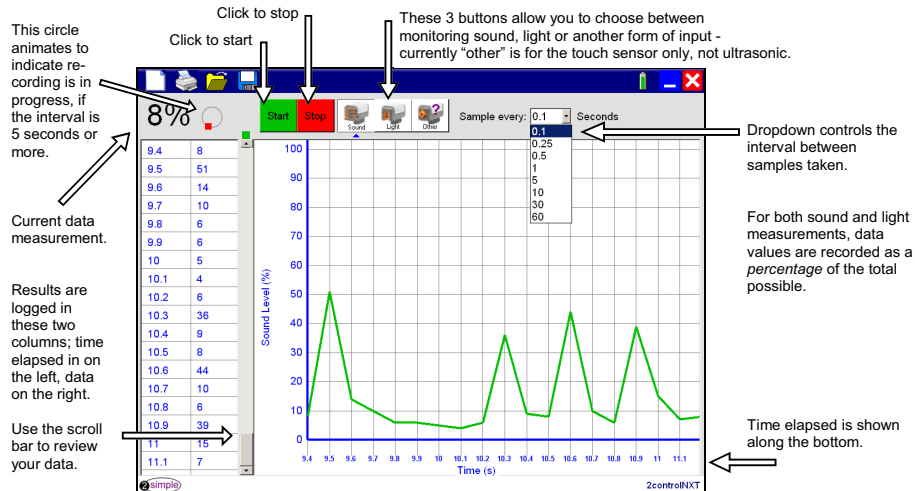 Click to stop
Click to start
These 3 buttons allow you to choose between
monitoring sound, light or another form of input -
currently “other” is for the touch sensor only, not ultrasonic.
This circle
animates to
indicate re-
cording is in
progress, if
the interval is
5 seconds or
more.
Current data
measurement.
Results are
logged in
these two
columns; time
elapsed in on
the left, data
on the right.
Use the scroll
bar to review
your data.
8%
Start Stop Sound Light Other ? Sample every: 0.1 Seconds
0.1
0.25
0.5
1
5
10
30
60
9.4 8
9.5 51
9.6 14
9.7 10
9.8 6
9.9 6
10 5
10.1 4
10.2 6
10.3 36
10.4 9
10.5 8
10.6 44
10.7 10
10.8 6
10.9 39
11 15
11.1 7
100
90
80
70
60
50
40
30
20
10
0
Sound Level (%)
9.4 9.5 9.6 9.7 9.8 9.9 10 10.1 10.2 10.3 10.4 10.5 10.6 10.7 10.8 10.9 11 11.1
Time (s)
2simple
2controlNXT
Dropdown controls the
interval between
samples taken.
For both sound and light
measurements, data
values are recorded as a
percentage of the total
possible.
Time elapsed is shown
along the bottom.